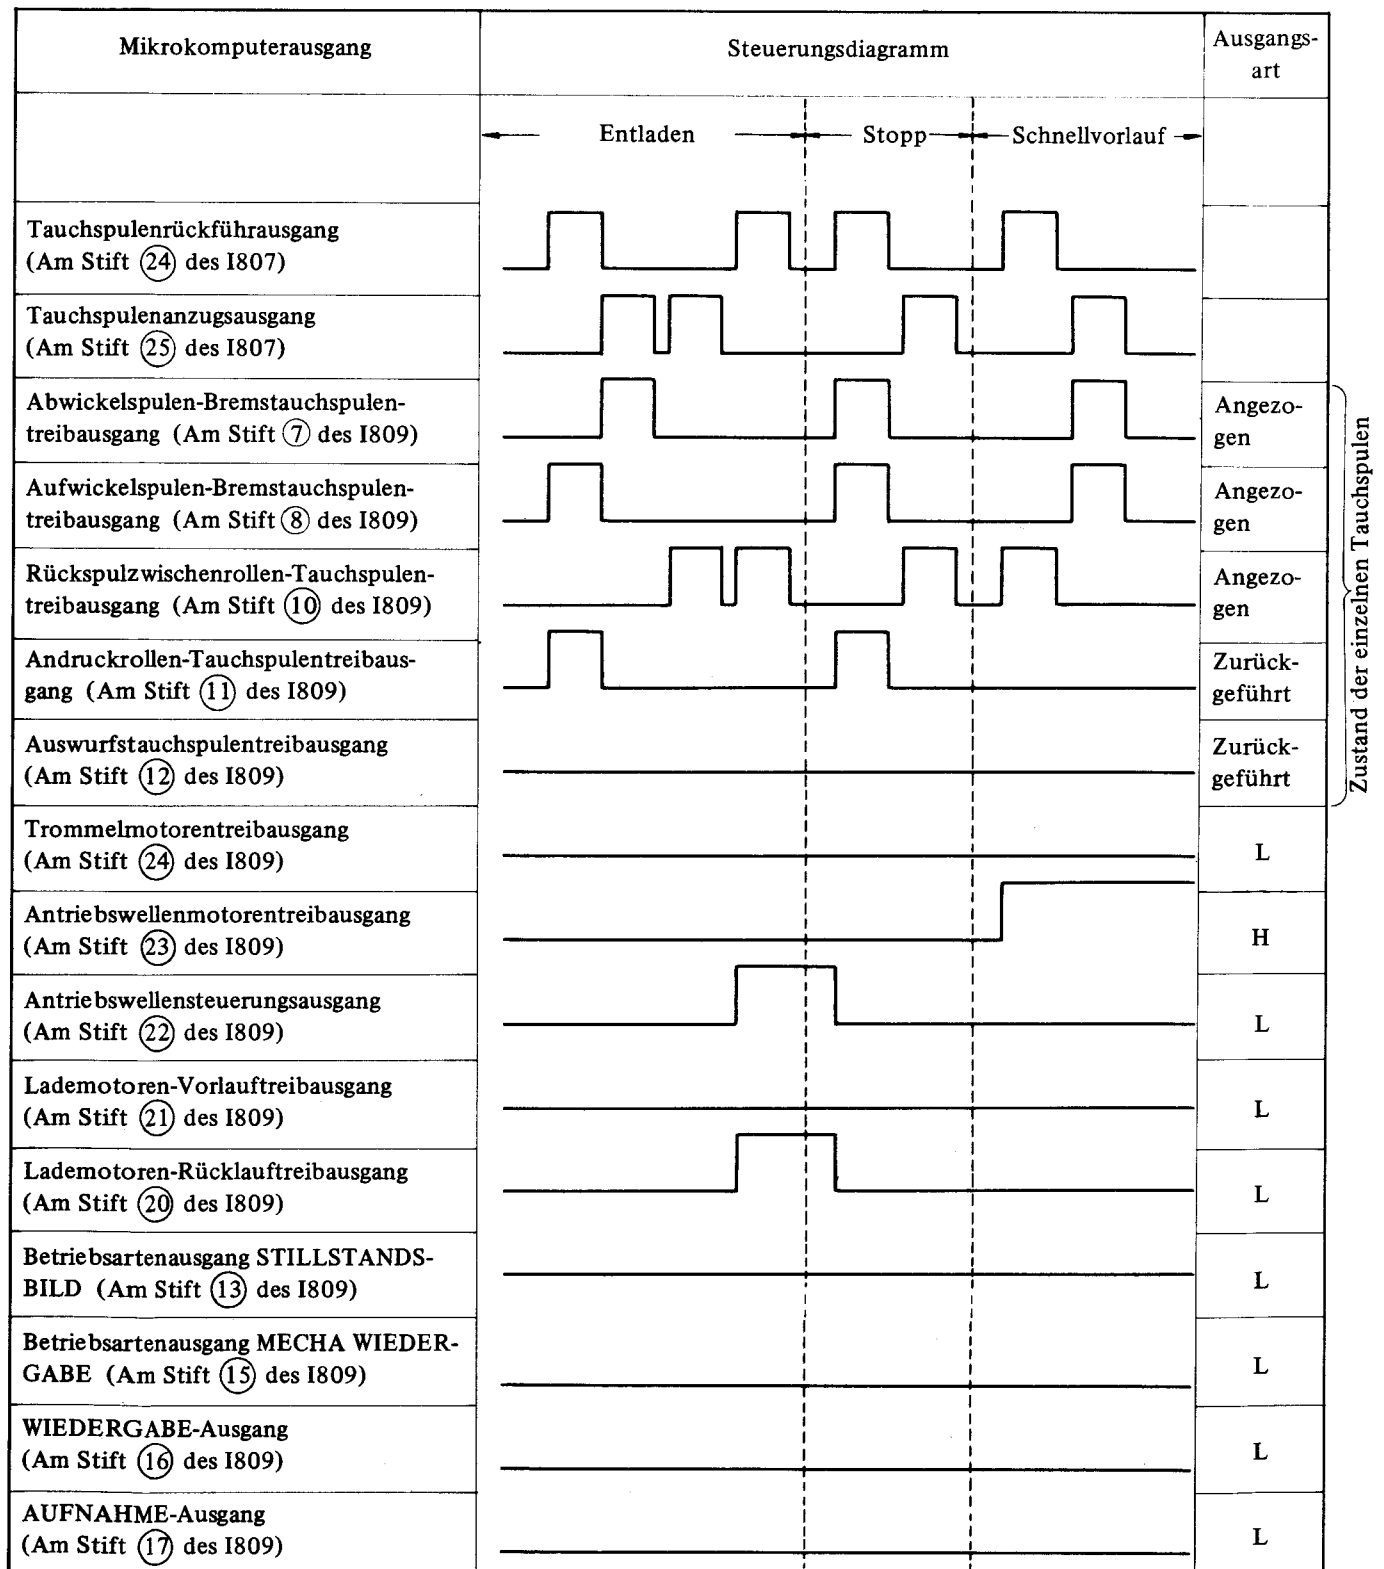 Mikrokomputerausgang
Steuerungsdiagramm
Ausgangs-
art
Entladen
Stopp
Schnellvorlauf
Tauchspulenrückführausgang
(Am Stift 24 des I807)
Tauchspulenanzugsausgang
(Am Stift 25 des I807)
Abwickelspulen-Bremstauchspulen-
treibausgang (Am Stift 7 des I809)
Angezo-
gen
Aufwickelspulen-Bremstauchspulen-
treibausgang (Am Stift 8 des I809)
Angezo-
gen
Rückspulzwischenrollen-Tauchspulen-
treibausgang (Am Stift 10 des I809)
Angezo-
gen
Andruckrollen-Tauchspulentreibaus-
gang (Am Stift 11 des I809)
Zurück-
geführt
Auswurfstauchspulentreibausgang
(Am Stift 12 des I809)
Zurück-
geführt
Zustand der einzelnen Tauchspulen
Trommelmotorentreibausgang
(Am Stift 24 des I809)
L
Antriebswellenmotorentreibausgang
(Am Stift 23 des I809)
H
Antriebswellensteuerungsausgang
(Am Stift 22 des I809)
L
Lademotoren-Vorlauftreibausgang
(Am Stift 21 des I809)
L
Lademotoren-Rücklauftreibausgang
(Am Stift 20 des I809)
L
Betriebsartenausgang STILLSTANDS-
BILD (Am Stift 13 des I809)
L
Betriebsartenausgang MECHA WIEDER-
GABE (Am Stift 15 des I809)
L
WIEDERGABE-Ausgang
(Am Stift 16 des I809)
L
AUFNAHME-Ausgang
(Am Stift 17 des I809)
L